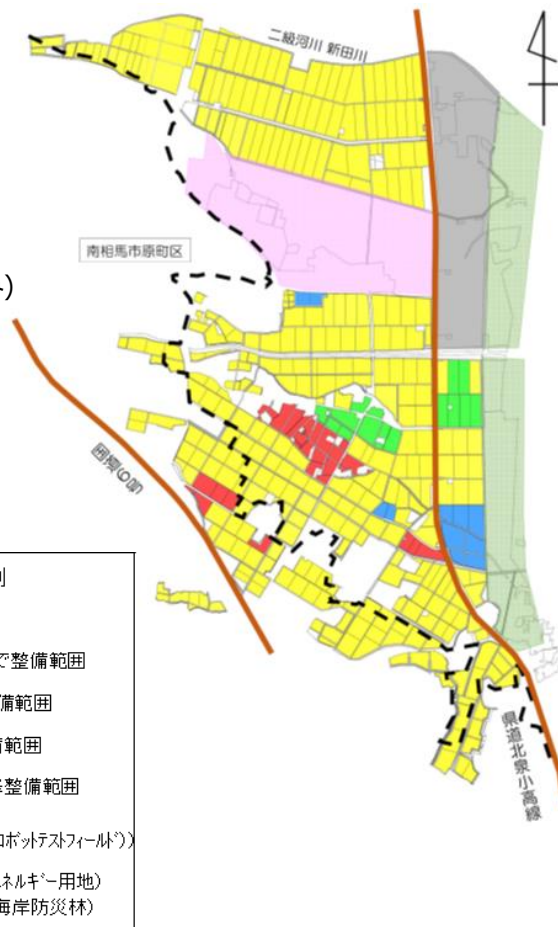 二級河川 新田川
南相馬市原町区
)
国道6号
で整備範囲
備範囲
範囲
整備範囲
ロボットテストフィールド))
ネルギー用地)
海岸防災林)
県道北泉小高線